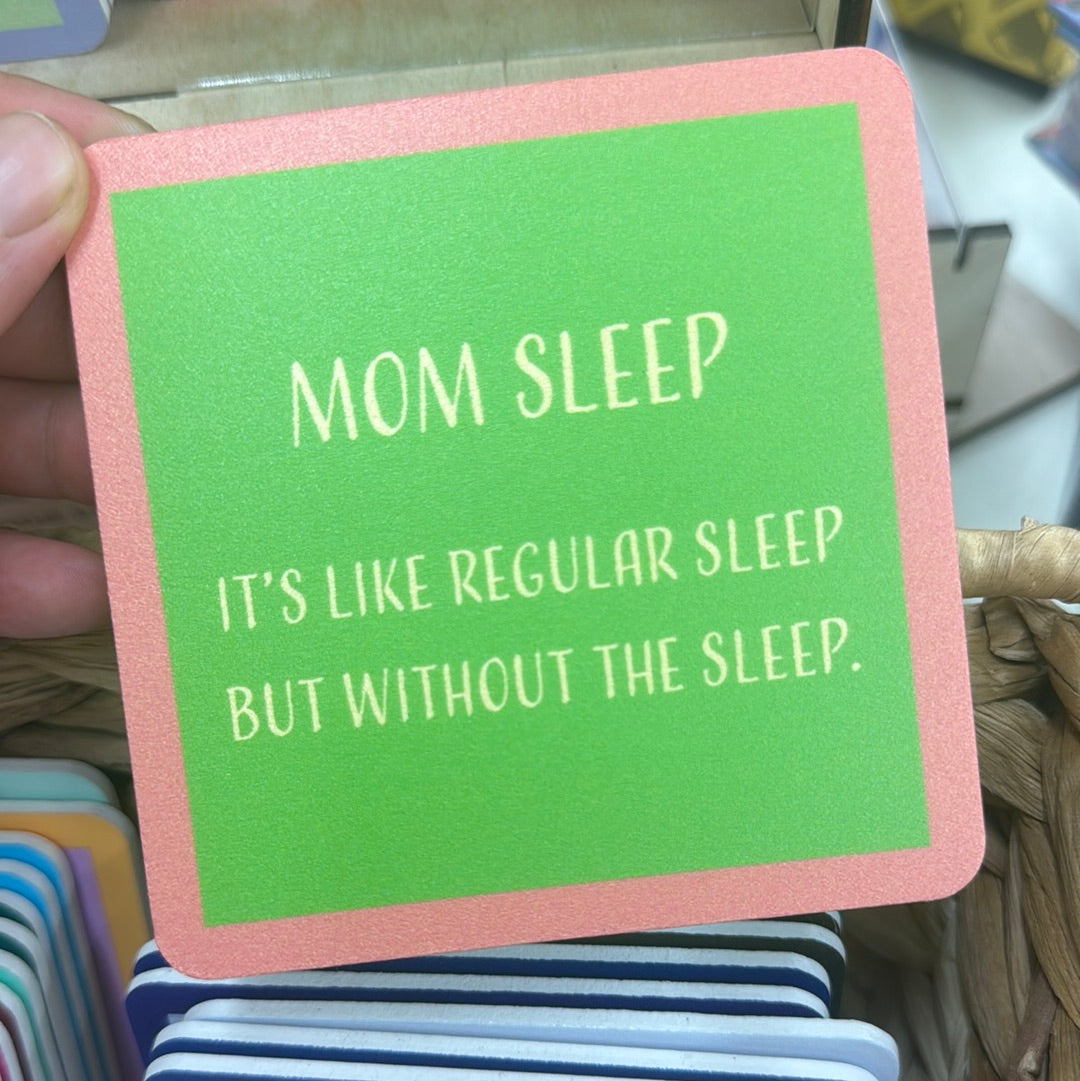 MOM SLEEP
IT'S LIKE REGULAR SLEEP
BUT WITHOUT THE SLEEP.